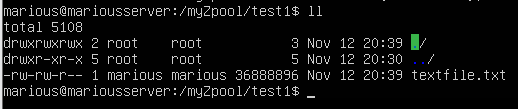 marious@mariousserver:/myZpool/test1$ ll
total 5108
drwxrwxrwx 2 root    root           3 Nov 12 20:39 ./
drwxr-xr-x 5 root    root           5 Nov 12 20:30 ../
-rw-rw-r-- 1 marious marious 36888896 Nov 12 20:39 textfile.txt
marious@mariousserver:/myZpool/test1$ _